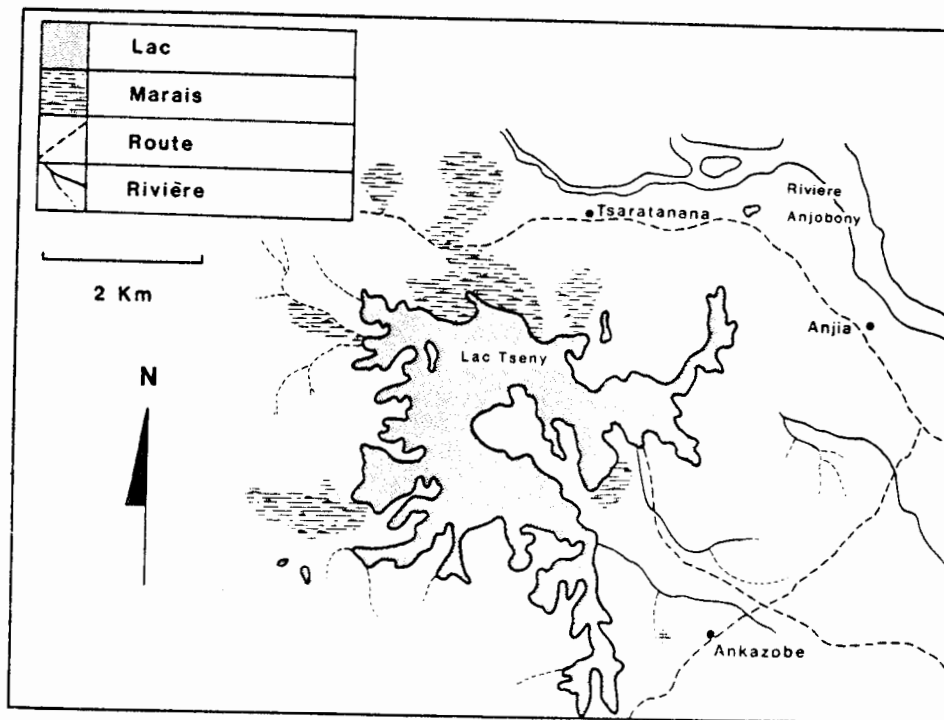 Lac
Marais
Route
Rivière
2 Km
N
Tsaratanana
Rivière
Anjobony
Anjia
Lac Tseny
Ankazobe